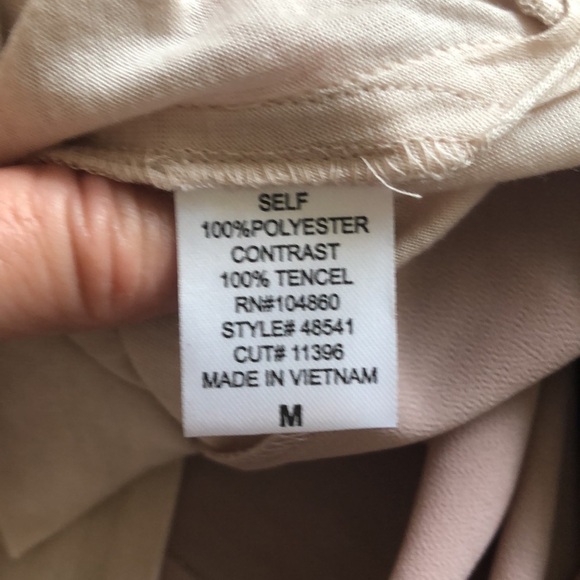 SELF
100%POLYESTER
CONTRAST
100% TENCEL
RN#104860
STYLE# 48541
CUT# 11396
MADE IN VIETNAM
M